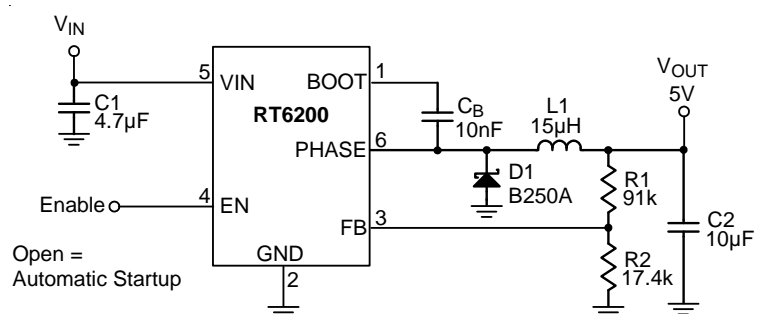 VIN
5
VIN
BOOT
1
C1
4.7µF
RT6200
CB
10nF
L1
15µH
VOUT
5V
PHASE
6
D1
B250A
R1
91k
Enable
4
EN
FB
3
C2
10µF
Open =
Automatic Startup
GND
2
R2
17.4k